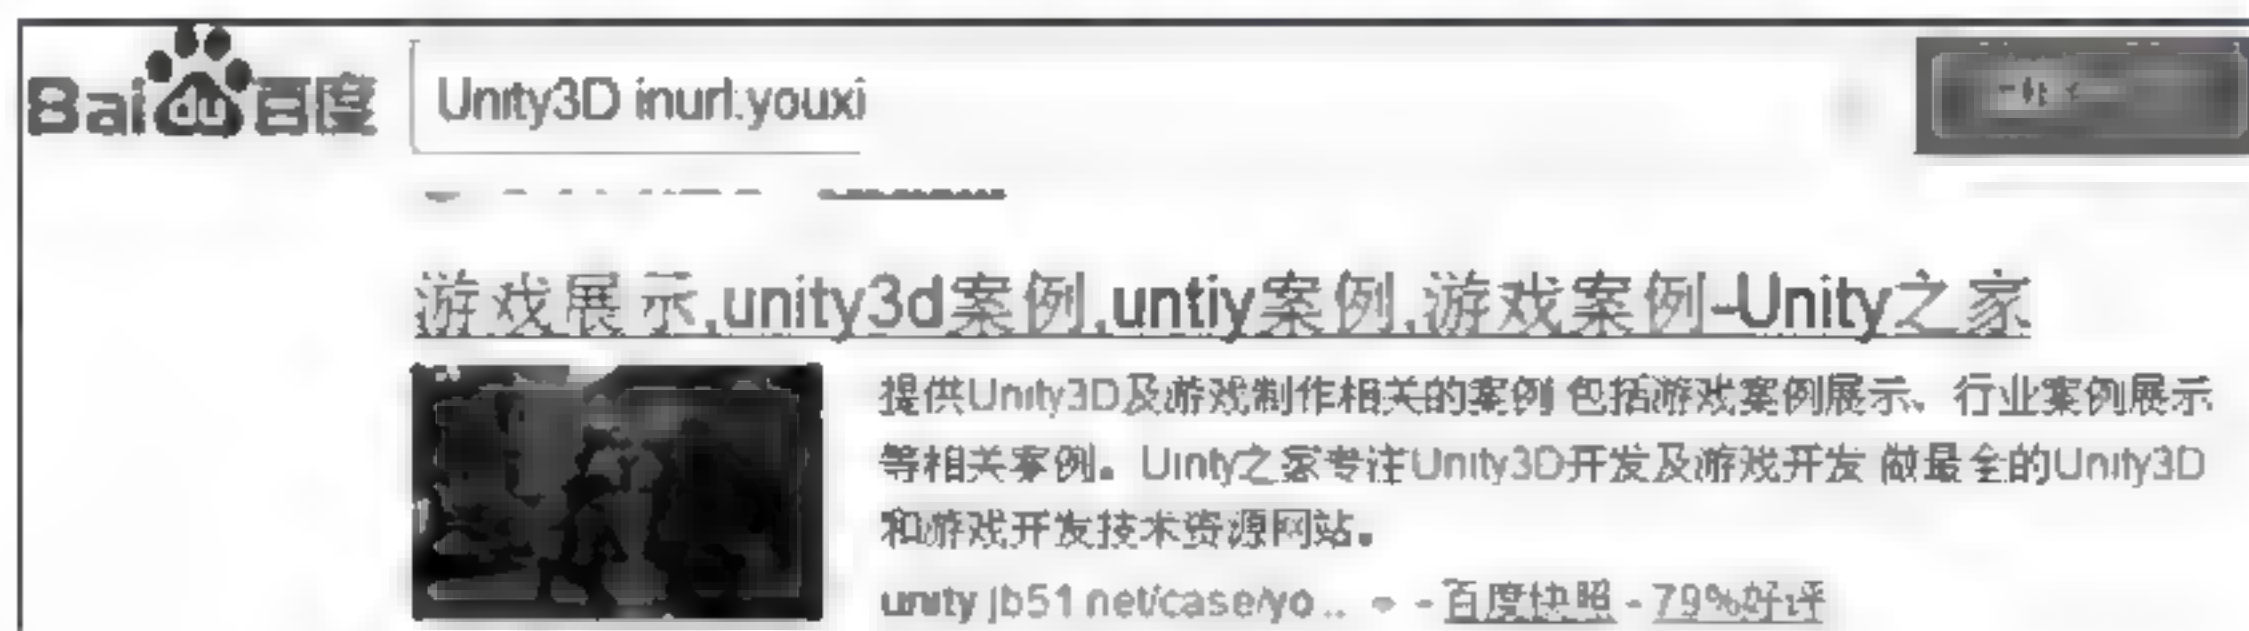 Bai du 百度
Unity3D inurl:youxi
游戏展示,unity3d案例,untiy案例,游戏案例-Unity之家
提供Unity3D及游戏制作相关的案例 包括游戏案例展示、行业案例展示
等相关案例。Uinty之家专注Unity3D开发及游戏开发 做最全的Unity3D
和游戏开发技术资源网站。
unity jb51 net/case/yo... - 百度快照 - 79%好评